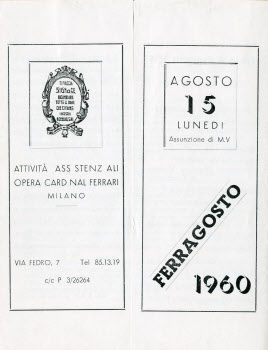 ATTIVITÀ ASS STENZ ALI
OPERA CARD NAL FERRARI
MILANO
VIA FEDRO, 7 Tel 85.13.19
c/c P 3/26264
AGOSTO
15
LUNEDI
Assunzione di M.V
FERRAGOSTO
1960